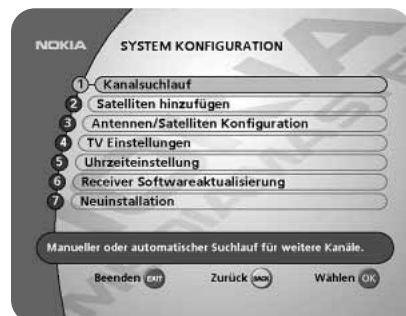 NOKIA
SYSTEM KONFIGURATION
1 Kanalsuchlauf
2 Satelliten hinzufügen
3 Antennen/Satelliten Konfiguration
4 TV Einstellungen
5 Uhrzeiteinstellung
6 Receiver Softwareaktualisierung
7 Neuinstallation
Manueller oder automatischer Suchlauf für weitere Kanäle.
Beenden EXIT Zurück BACK Wählen OK